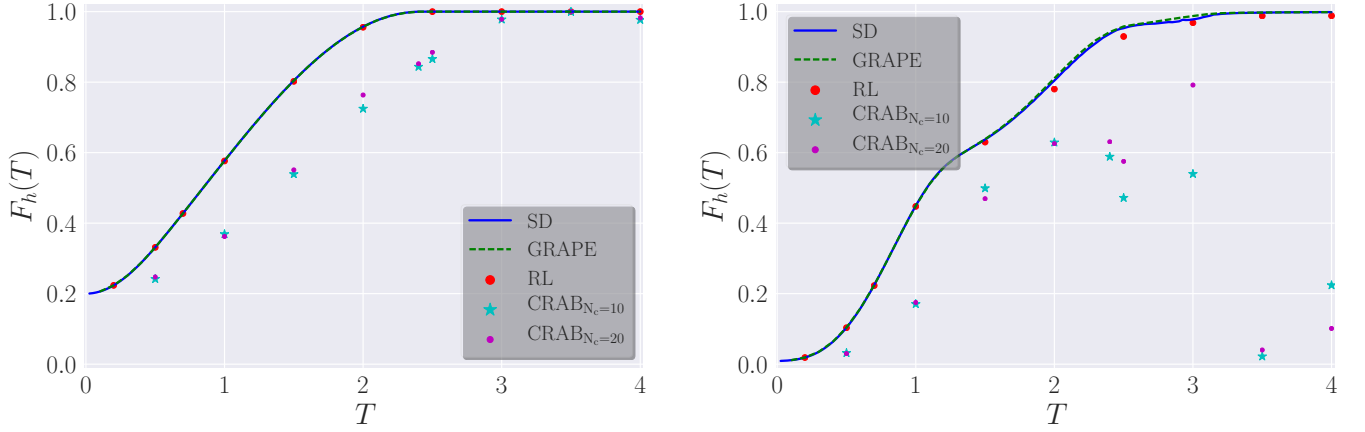 1.0
0.8
0.6
0.4
0.2
0.0
F_h(T)
SD
GRAPE
RL
CRAB_{N_c=10}
CRAB_{N_c=20}
0 1 2 3 4
T
1.0
0.8
0.6
0.4
0.2
0.0
F_h(T)
SD
GRAPE
RL
CRAB_{N_c=10}
CRAB_{N_c=20}
0 1 2 3 4
T